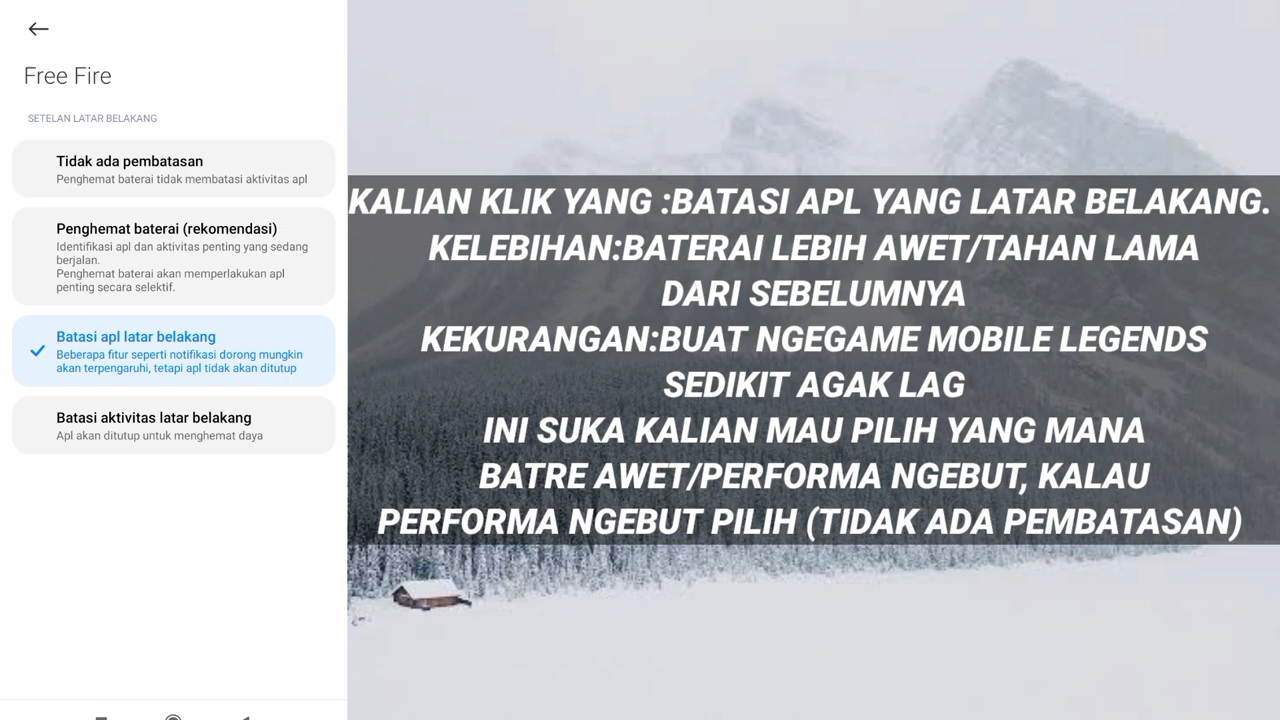 Free Fire
SETELAN LATAR BELAKANG
Tidak ada pembatasan
Penghemat baterai tidak membatasi aktivitas apl
Penghemat baterai (rekomendasi)
Identifikasi apl dan aktivitas penting yang sedang
berjalan.
Penghemat baterai akan memperlakukan apl
penting secara selektif.
Batasi apl latar belakang
Beberapa fitur seperti notifikasi dorong mungkin
akan terpengaruhi, tetapi apl tidak akan ditutup
Batasi aktivitas latar belakang
Apl akan ditutup untuk menghemat daya
KALIAN KLIK YANG :BATASI APL YANG LATAR BELAKANG.
KELEBIHAN:BATERAI LEBIH AWET/TAHAN LAMA
DARI SEBELUMNYA
KEKURANGAN:BUAT NGEGAME MOBILE LEGENDS
SEDIKIT AGAK LAG
INI SUKA KALIAN MAU PILIH YANG MANA
BATRE AWET/PERFORMA NGEBUT, KALAU
PERFORMA NGEBUT PILIH (TIDAK ADA PEMBATASAN)